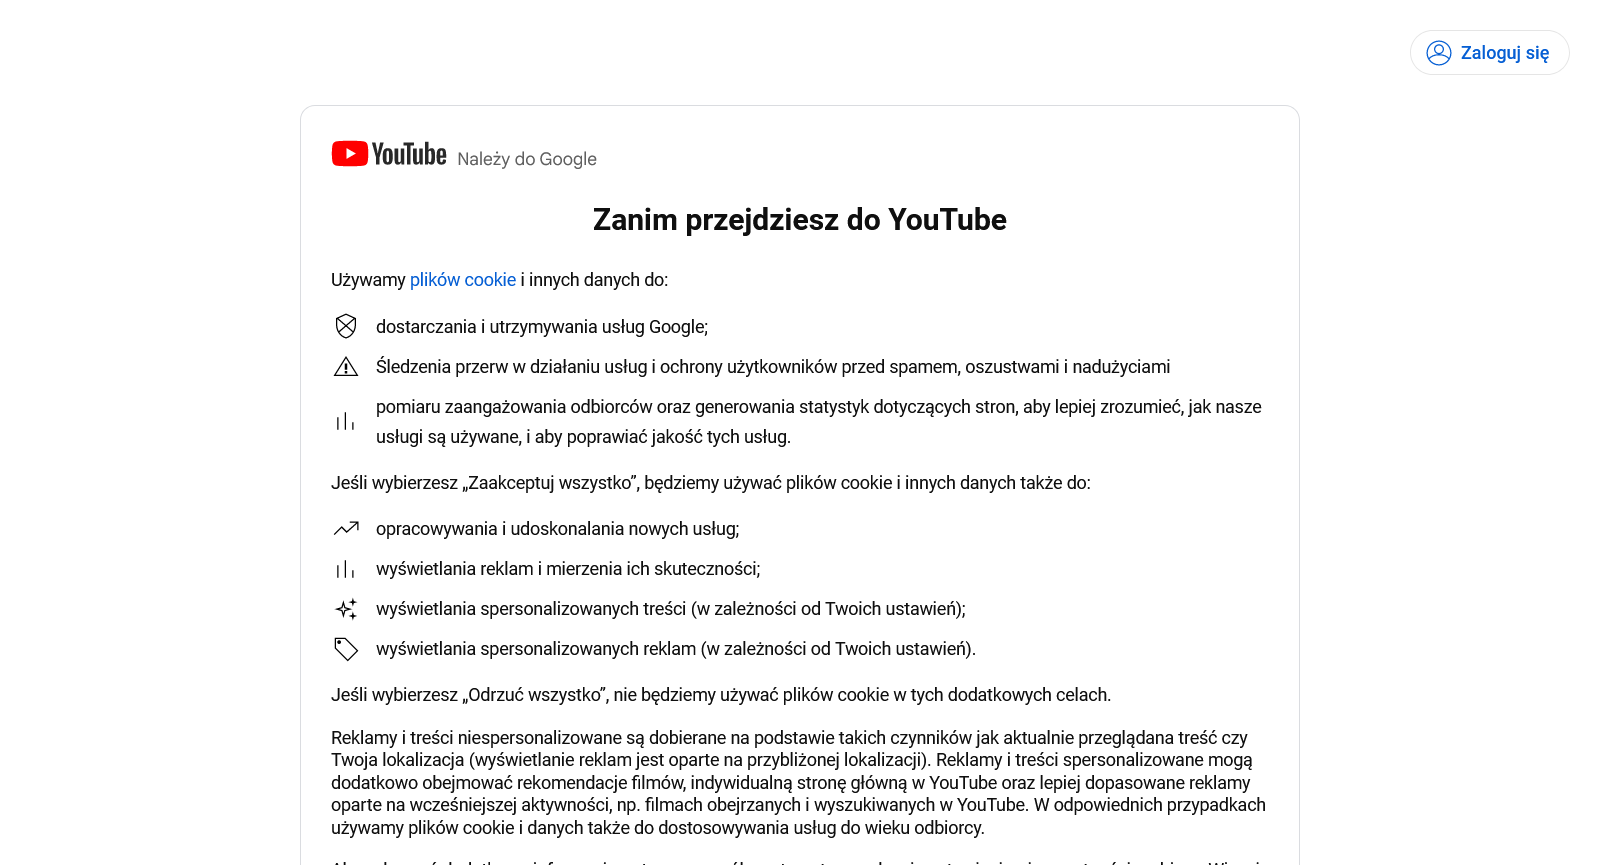 Zaloguj się
YouTube Należy do Google
Zanim przejdziesz do YouTube
Używamy plików cookie i innych danych do:
dostarczania i utrzymywania usług Google;
Śledzenia przerw w działaniu usług i ochrony użytkowników przed spamem, oszustwami i nadużyciami
pomiaru zaangażowania odbiorców oraz generowania statystyk dotyczących stron, aby lepiej zrozumieć, jak nasze
usługi są używane, i aby poprawiać jakość tych usług.
Jeśli wybierzesz „Zaakceptuj wszystko”, będziemy używać plików cookie i innych danych także do:
opracowywania i udoskonalania nowych usług;
wyświetlania reklam i mierzenia ich skuteczności;
wyświetlania spersonalizowanych treści (w zależności od Twoich ustawień);
wyświetlania spersonalizowanych reklam (w zależności od Twoich ustawień).
Jeśli wybierzesz „Odrzuć wszystko”, nie będziemy używać plików cookie w tych dodatkowych celach.
Reklamy i treści niespersonalizowane są dobierane na podstawie takich czynników jak aktualnie przeglądana treść czy
Twoja lokalizacja (wyświetlanie reklam jest oparte na przybliżonej lokalizacji). Reklamy i treści spersonalizowane mogą
dodatkowo obejmować rekomendacje filmów, indywidualną stronę główną w YouTube oraz lepiej dopasowane reklamy
oparte na wcześniejszej aktywności, np. filmach obejrzanych i wyszukiwanych w YouTube. W odpowiednich przypadkach
używamy plików cookie i danych także do dostosowywania usług do wieku odbiorcy.